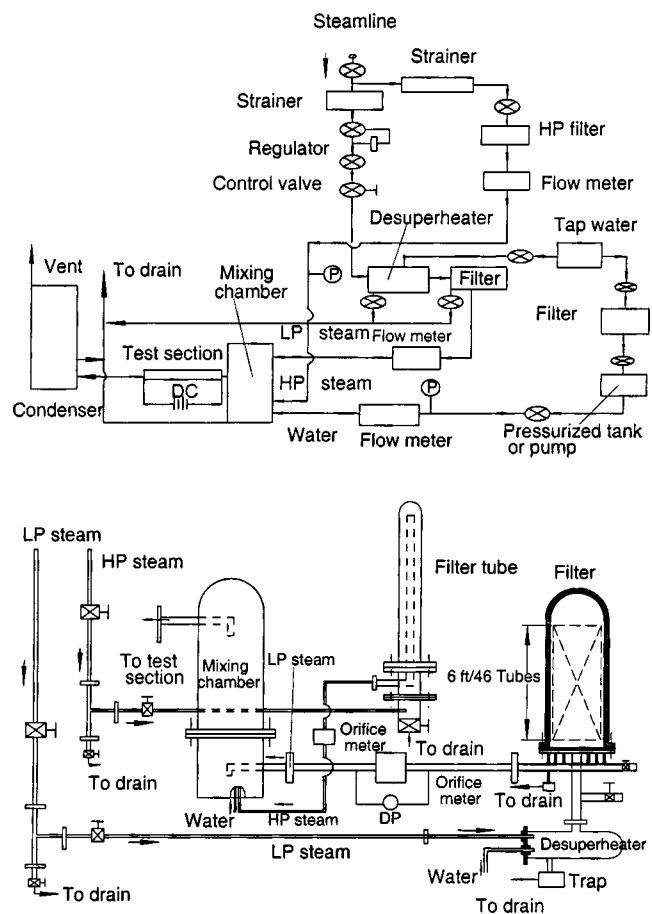 Steamline
Strainer
Strainer
HP filter
Regulator
Control valve
Flow meter
Desuperheater
Tap water
Vent
To drain
Mixing
chamber
P
Filter
Filter
LP steam
Flow meter
Test section
HP steam
DC
P
Condenser
Water
Flow meter
Pressurized tank
or pump
LP steam
HP steam
Filter tube
Filter
To test
section
Mixing
chamber
LP steam
6 ft/46 Tubes
Orifice
meter
To drain
To drain
Orifice
meter
To drain
Water
HP steam
DP
LP steam
Desuperheater
Water
Trap
To drain
To drain